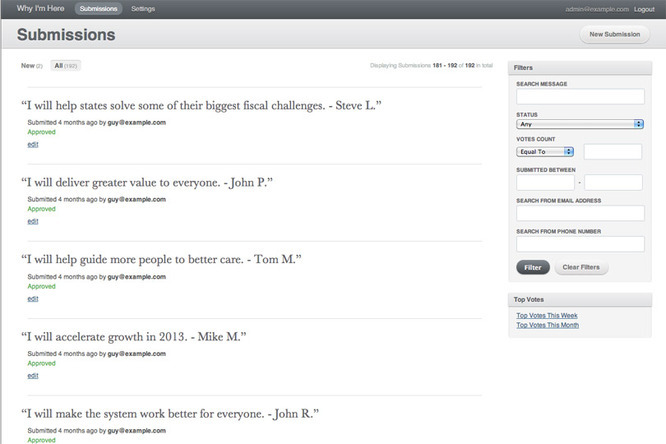 Why I'm Here Submissions Settings admin@example.com Logout
Submissions
New Submission
New (2) All (192)
Displaying Submissions 181 - 192 of 192 in total
“I will help states solve some of their biggest fiscal challenges. - Steve L.”
Submitted 4 months ago by guy@example.com
Approved
edit
“I will deliver greater value to everyone. - John P.”
Submitted 4 months ago by guy@example.com
Approved
edit
“I will help guide more people to better care. - Tom M.”
Submitted 4 months ago by guy@example.com
Approved
edit
“I will accelerate growth in 2013. - Mike M.”
Submitted 4 months ago by guy@example.com
Approved
edit
“I will make the system work better for everyone. - John R.”
Submitted 4 months ago by guy@example.com
Approved
Filters
SEARCH MESSAGE
STATUS
Any
VOTES COUNT
Equal To
SUBMITTED BETWEEN
-
SEARCH FROM EMAIL ADDRESS
SEARCH FROM PHONE NUMBER
Filter Clear Filters
Top Votes
Top Votes This Week
Top Votes This Month